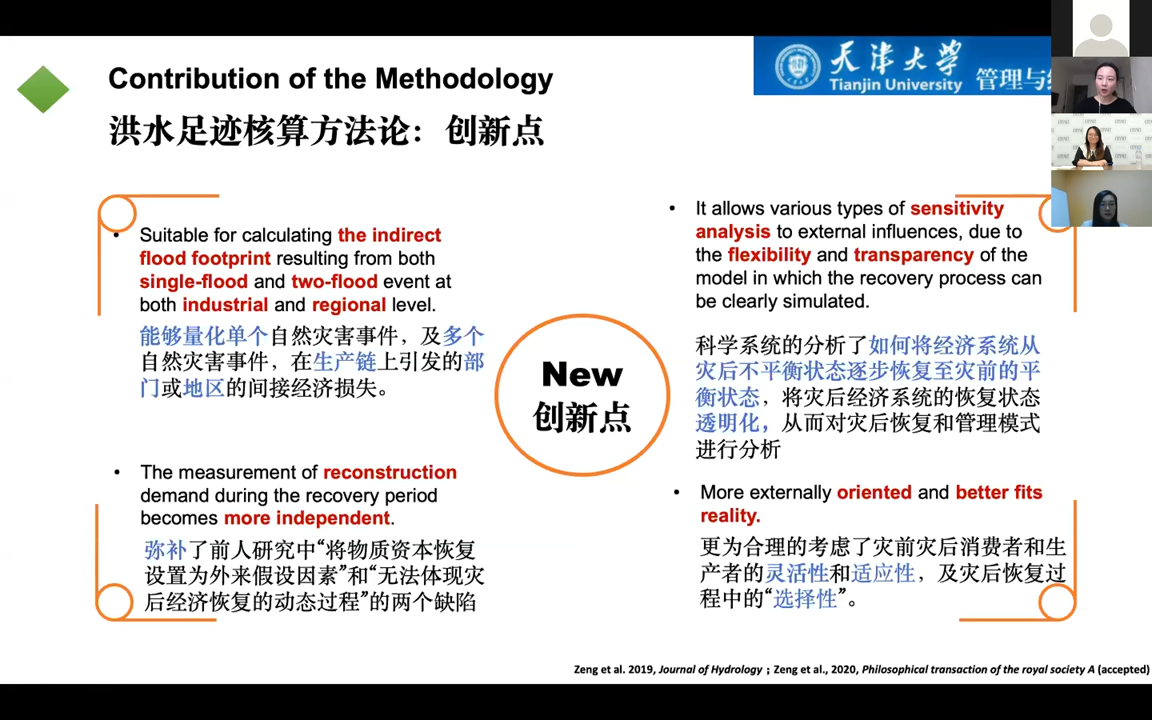 Contribution of the Methodology
洪水足迹核算方法论：创新点
天津大学
Tianjin University
管理与
• Suitable for calculating the indirect
flood footprint resulting from both
single-flood and two-flood event at
both industrial and regional level.
能够量化单个自然灾害事件，及多个
自然灾害事件，在生产链上引发的部
门或地区的间接经济损失。
• The measurement of reconstruction
demand during the recovery period
becomes more independent.
弥补了前人研究中“将物质资本恢复
设置为外来假设因素”和“无法体现灾
后经济恢复的动态过程”的两个缺陷
New
创新点
• It allows various types of sensitivity
analysis to external influences, due to
the flexibility and transparency of the
model in which the recovery process can
be clearly simulated.
科学系统的分析了如何将经济系统从
灾后不平衡状态逐步恢复至灾前的平
衡状态，将灾后经济系统的恢复状态
透明化，从而对灾后恢复和管理模式
进行分析
• More externally oriented and better fits
reality.
更为合理的考虑了灾前灾后消费者和生
产者的灵活性和适应性，及灾后恢复过
程中的“选择性”。
Zeng et al. 2019, Journal of Hydrology ; Zeng et al., 2020, Philosophical transaction of the royal society A (accepted)